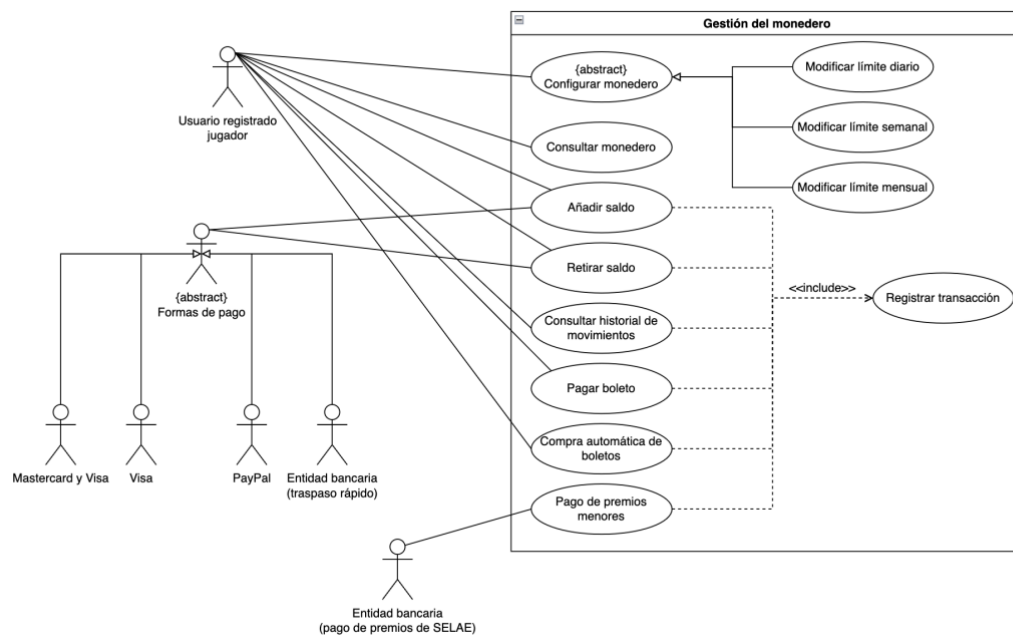 Gestión del monedero
{abstract}
Configurar monedero
Modificar límite diario
Usuario registrado
jugador
Modificar límite semanal
Consultar monedero
Modificar límite mensual
Añadir saldo
Retirar saldo
{abstract}
Formas de pago
<<include>>
Registrar transacción
Consultar historial de
movimientos
Pagar boleto
Compra automática de
boletos
Mastercard y Visa
Visa
PayPal
Entidad bancaria
(traspaso rápido)
Pago de premios
menores
Entidad bancaria
(pago de premios de SELAE)